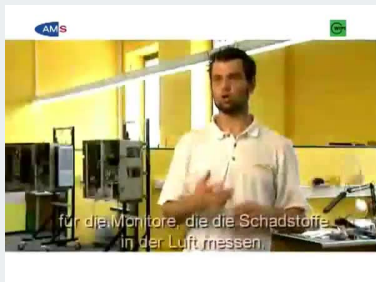 AMS
G
für die Monitore, die die Schadstoffe
in der Luft messen.